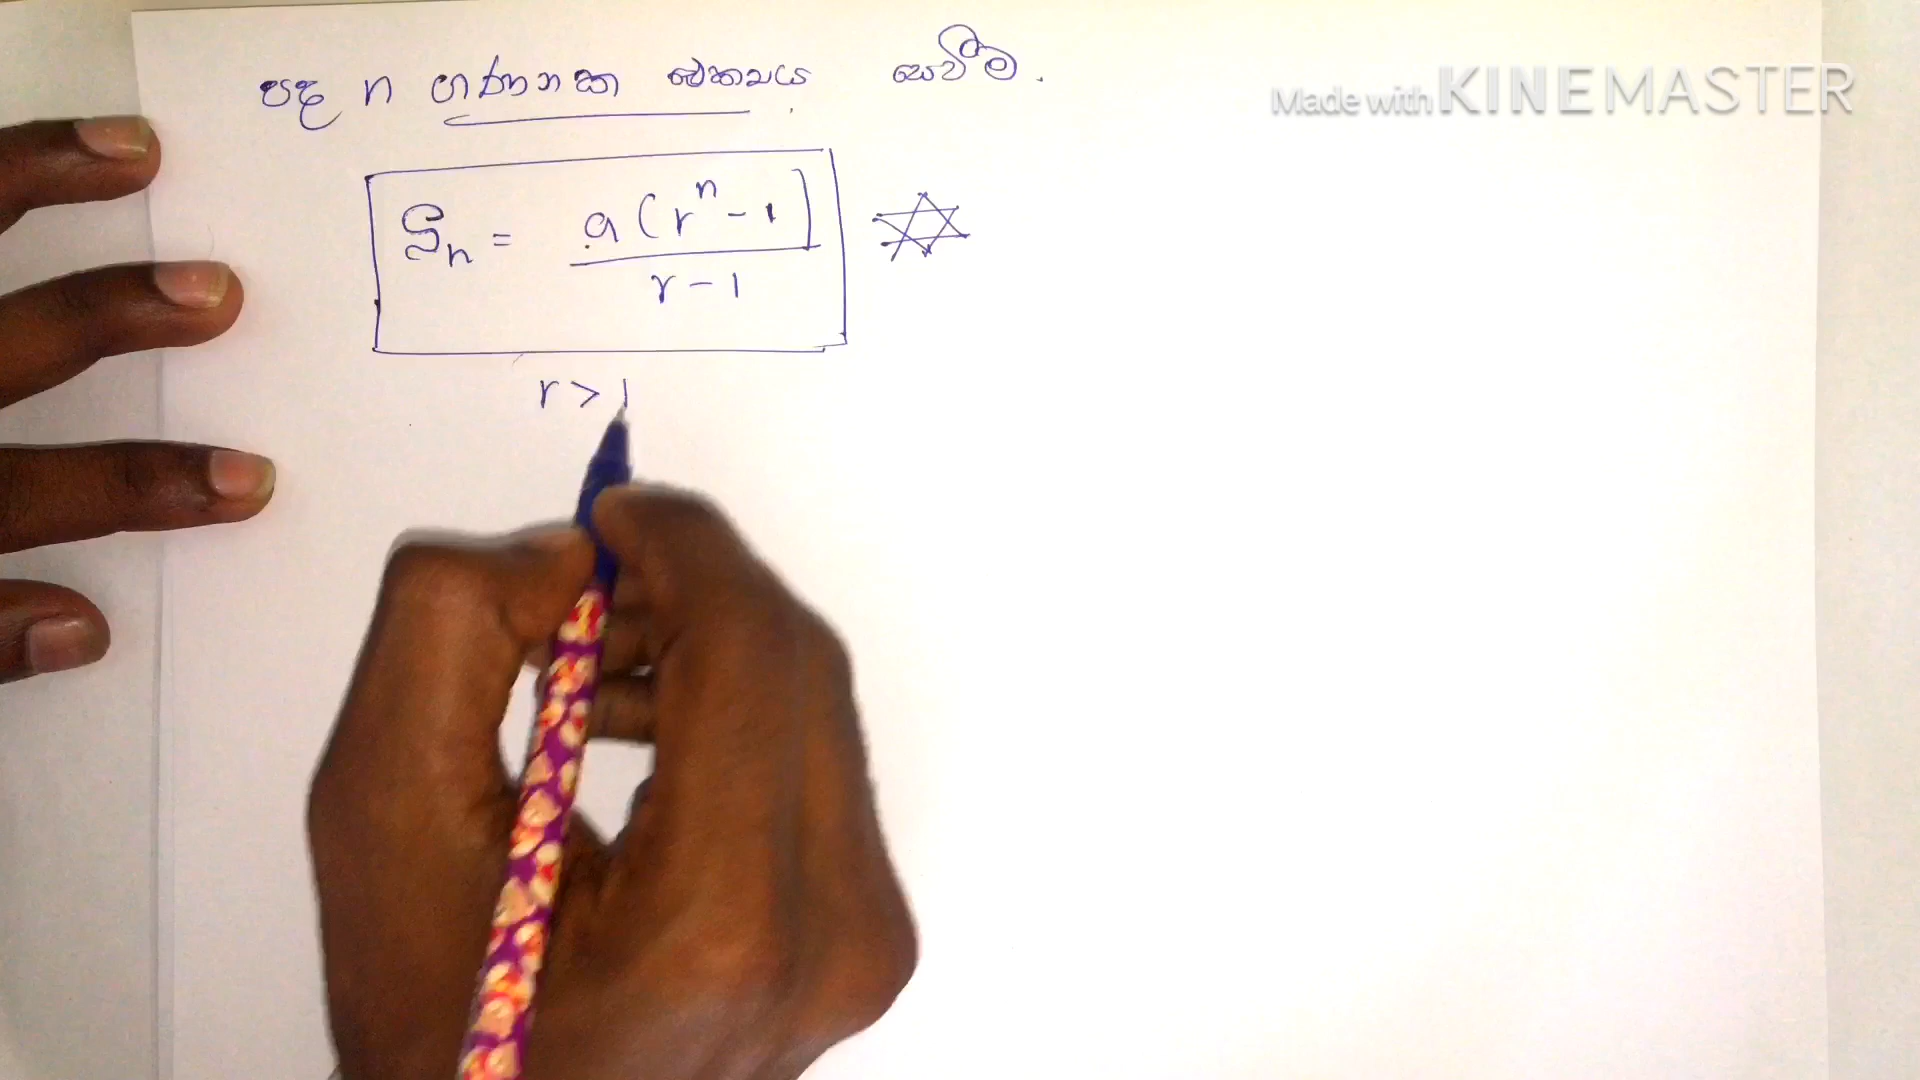 පද n ගණනක ඓක්‍යය සෙවීම.
Made with KINEMASTER
Sn = a(r^n - 1) / r - 1
r > 1